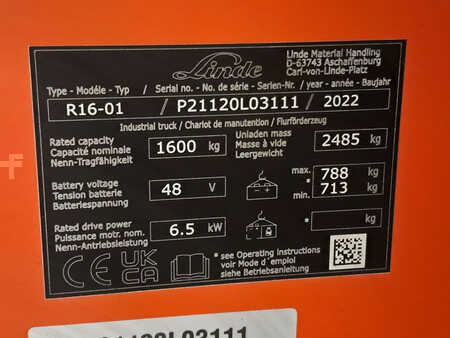 Linde
Linde Material Handling
D-63743 Aschaffenburg
Carl-von-Linde-Platz
Type - Modéle - Typ / Serial no. - No. de série - Serien-Nr. / year - année - Baujahr
R16-01 / P21120L03111 / 2022
Industrial truck / Chariot de manutention / Flurförderzeug
Rated capacity
Capacité nominale
Nenn-Tragfähigkeit
1600 kg
Unladen mass
Masse à vide
Leergewicht
2485 kg
Battery voltage
Tension batterie
Batteriespannung
48 V
max. 788 kg
*
min. 713 kg
Rated drive power
Puissance motr. nom.
Nenn-Antriebsleistung
6.5 kW
* kg
CE UK CA
*see Operating instructions
voir Mode d'emploi
siehe Betriebsanleitung